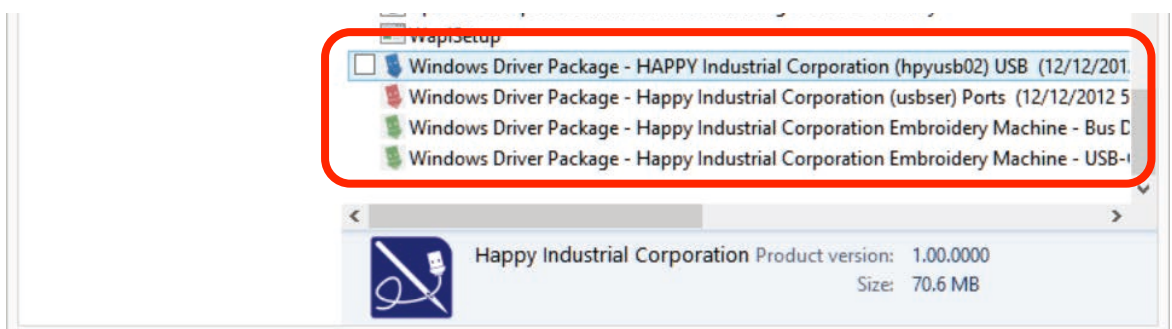 WapiSetup
Windows Driver Package - HAPPY Industrial Corporation (hpyusb02) USB (12/12/201.
Windows Driver Package - Happy Industrial Corporation (usbser) Ports (12/12/2012 5
Windows Driver Package - Happy Industrial Corporation Embroidery Machine - Bus D
Windows Driver Package - Happy Industrial Corporation Embroidery Machine - USB-
Happy Industrial Corporation Product version: 1.00.0000
Size: 70.6 MB